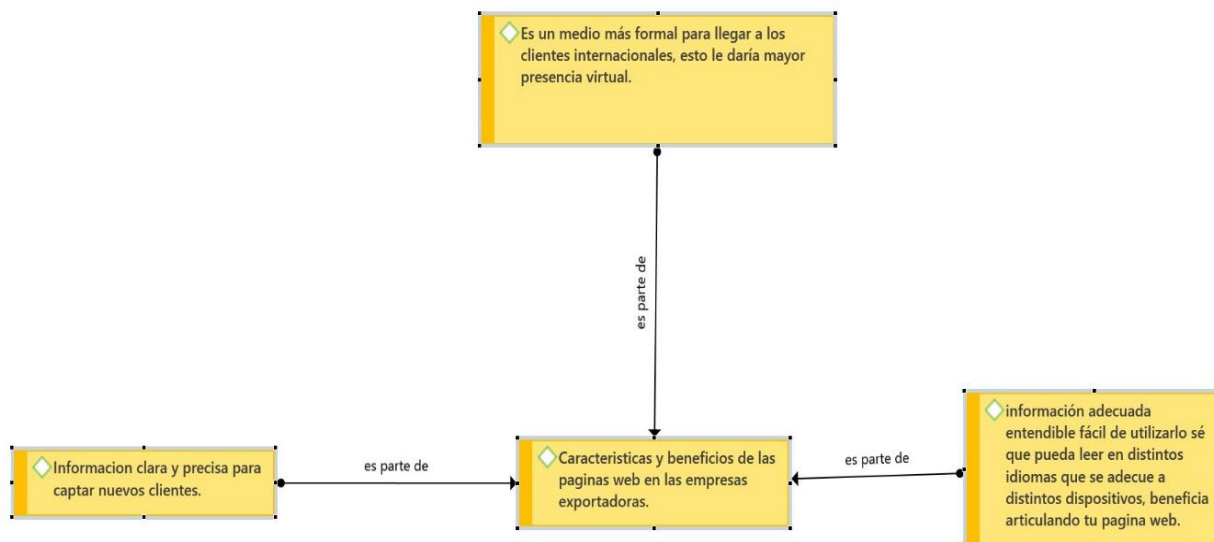 Es un medio más formal para llegar a los
clientes internacionales, esto le daría mayor
presencia virtual.
es parte de
Informacion clara y precisa para
captar nuevos clientes.
es parte de
Caracteristicas y beneficios de las
paginas web en las empresas
exportadoras.
es parte de
información adecuada
entendible fácil de utilizarlo sé
que pueda leer en distintos
idiomas que se adecue a
distintos dispositivos, beneficia
articulando tu pagina web.